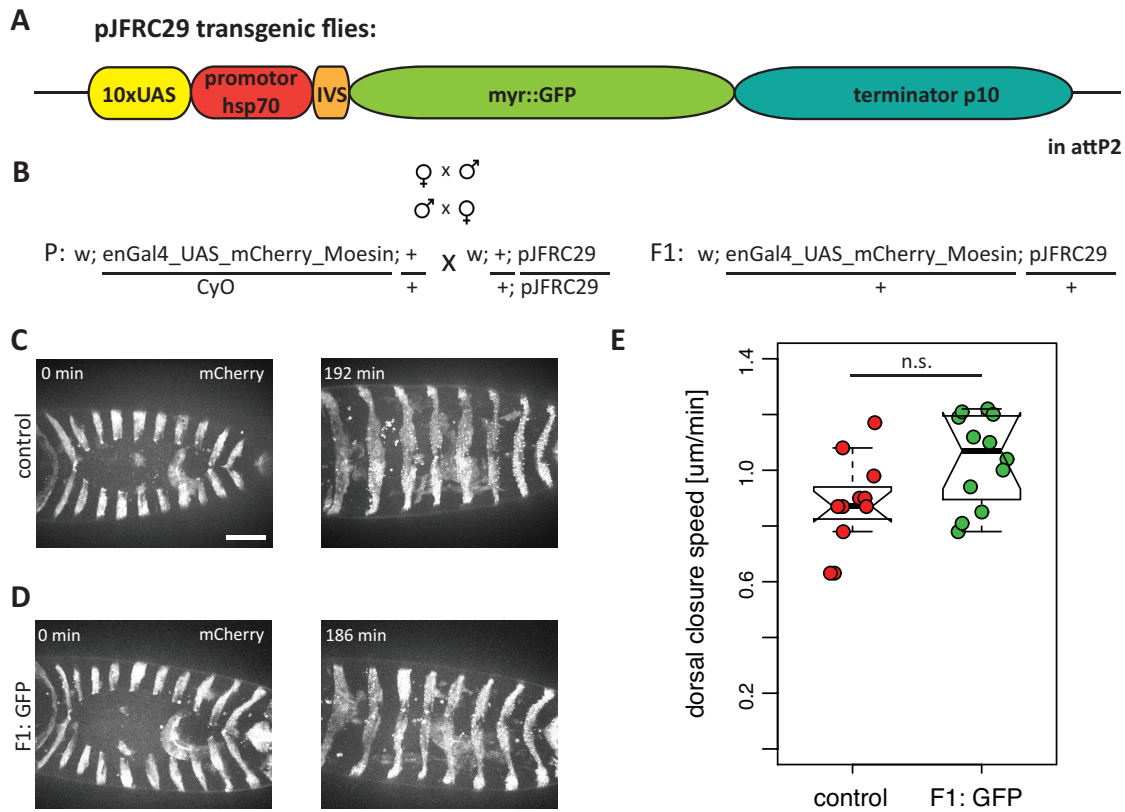 A
pJFRC29 transgenic flies:
10xUAS
promotor
hsp70
IVS
myr::GFP
terminator p10
in attP2
B
♀ x ♂
♂ x ♀
P: w; enGal4_UAS_mCherry_Moesin; + X w; +; pJFRC29
CyO + +; pJFRC29
F1: w; enGal4_UAS_mCherry_Moesin; pJFRC29
+ +
C
control
0 min mCherry
192 min
D
F1: GFP
0 min mCherry
186 min
E
n.s.
dorsal closure speed [um/min]
1.4
1.0
0.6
0.2
control F1: GFP